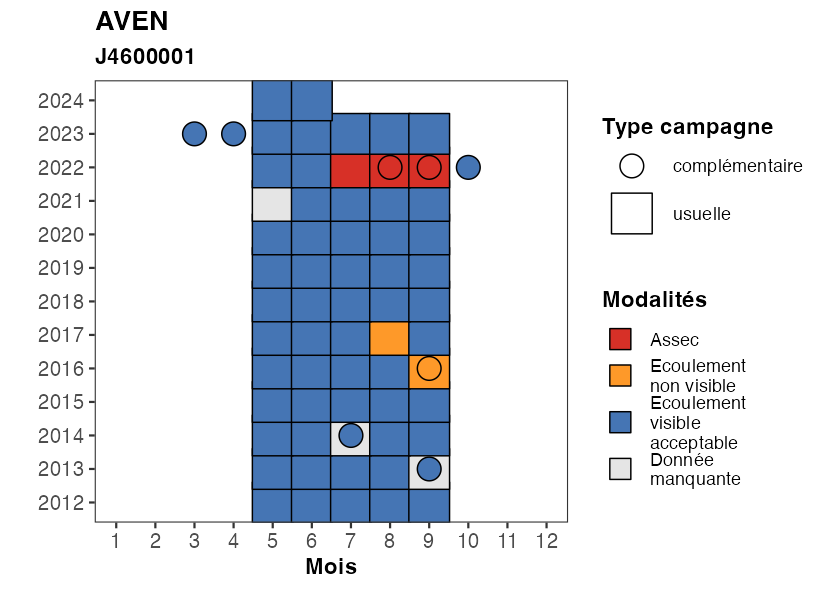 AVEN
J4600001
2024
2023
2022
2021
2020
2019
2018
2017
2016
2015
2014
2013
2012
1 2 3 4 5 6 7 8 9 10 11 12
Mois
Type campagne
complémentaire
usuelle
Modalités
Assec
Ecoulement
non visible
Ecoulement
visible
acceptable
Donnée
manquante